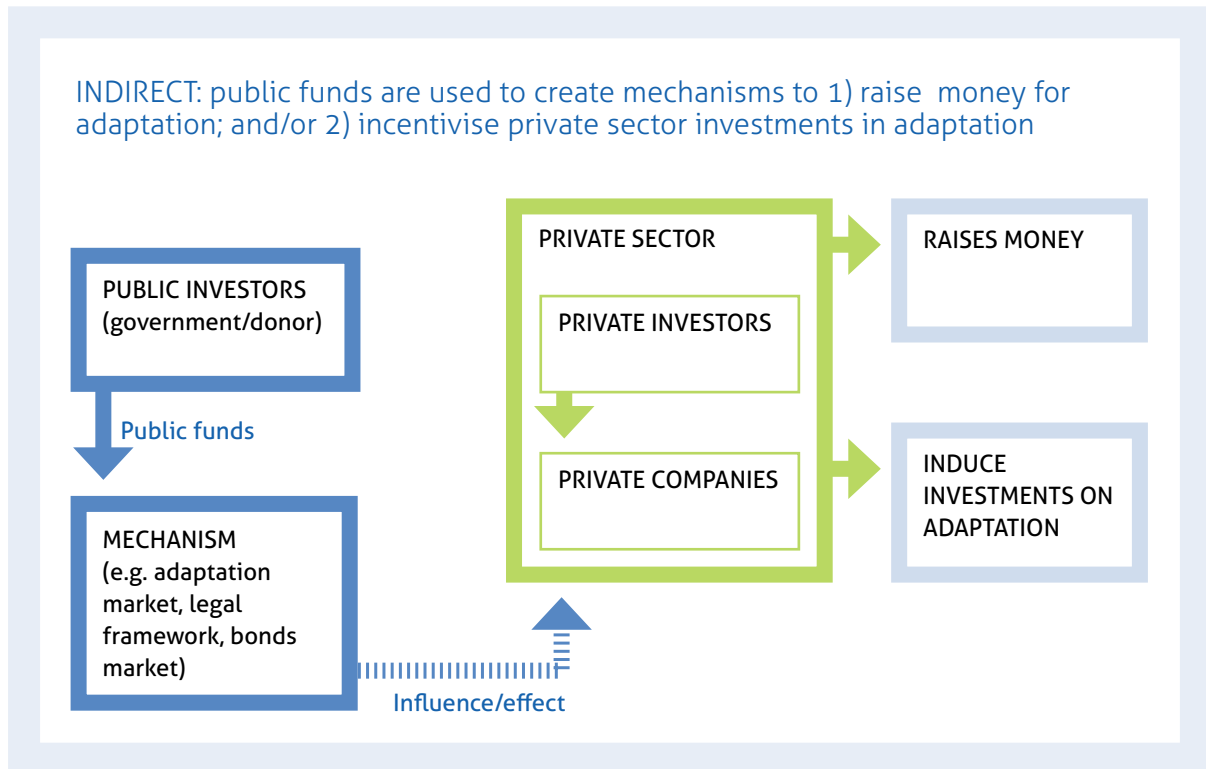 INDIRECT: public funds are used to create mechanisms to 1) raise money for
adaptation; and/or 2) incentivise private sector investments in adaptation
PUBLIC INVESTORS
(government/donor)
Public funds
MECHANISM
(e.g. adaptation
market, legal
framework, bonds
market)
Influence/effect
PRIVATE SECTOR
PRIVATE INVESTORS
PRIVATE COMPANIES
RAISES MONEY
INDUCE
INVESTMENTS ON
ADAPTATION